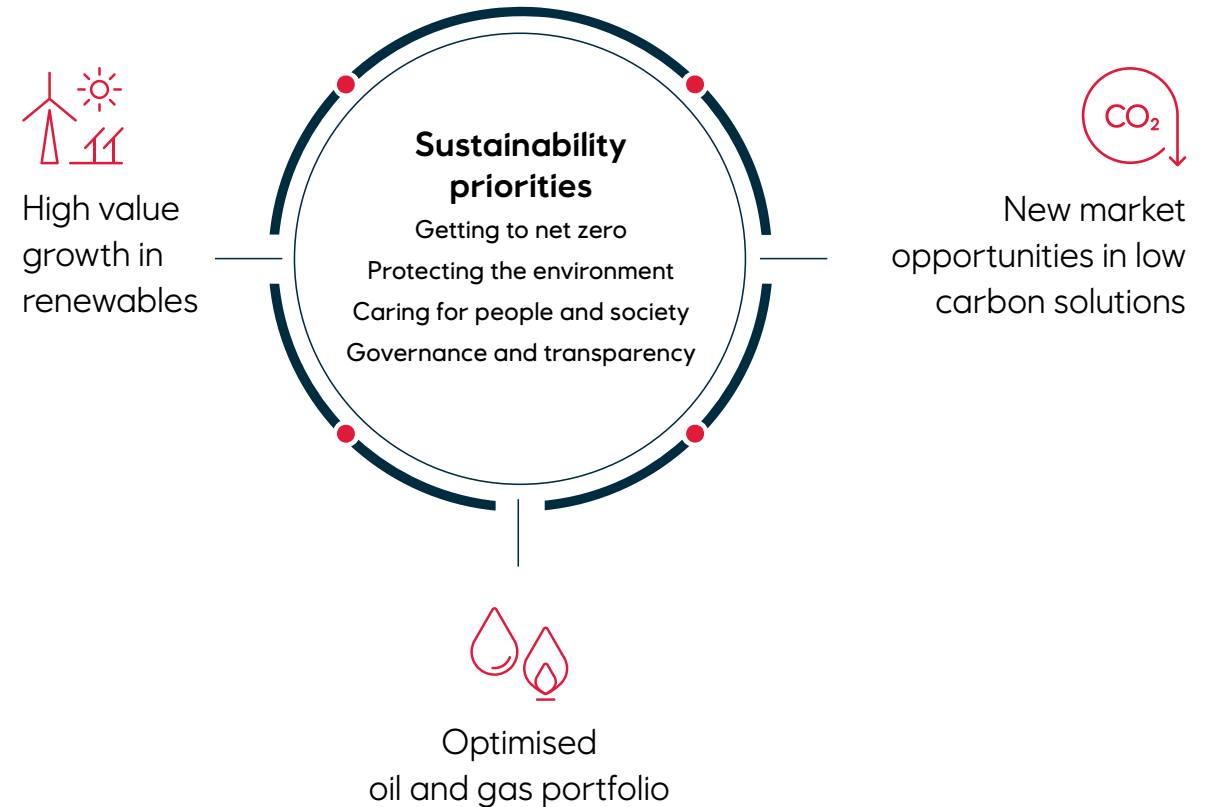 Sustainability
priorities
Getting to net zero
Protecting the environment
Caring for people and society
Governance and transparency
High value
growth in
renewables
CO₂
New market
opportunities in low
carbon solutions
Optimised
oil and gas portfolio